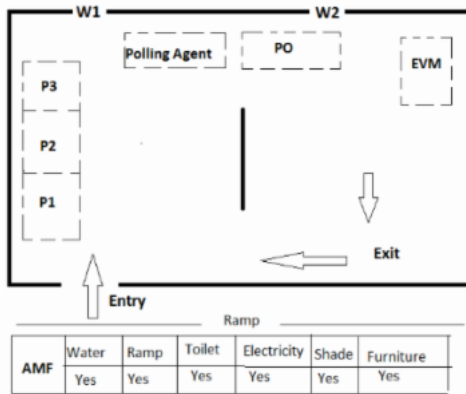 W1 W2
Polling Agent PO EVM
P3
P2
P1
Exit
Entry
Ramp
AMF Water Ramp Toilet Electricity Shade Furniture
Yes Yes Yes Yes Yes Yes